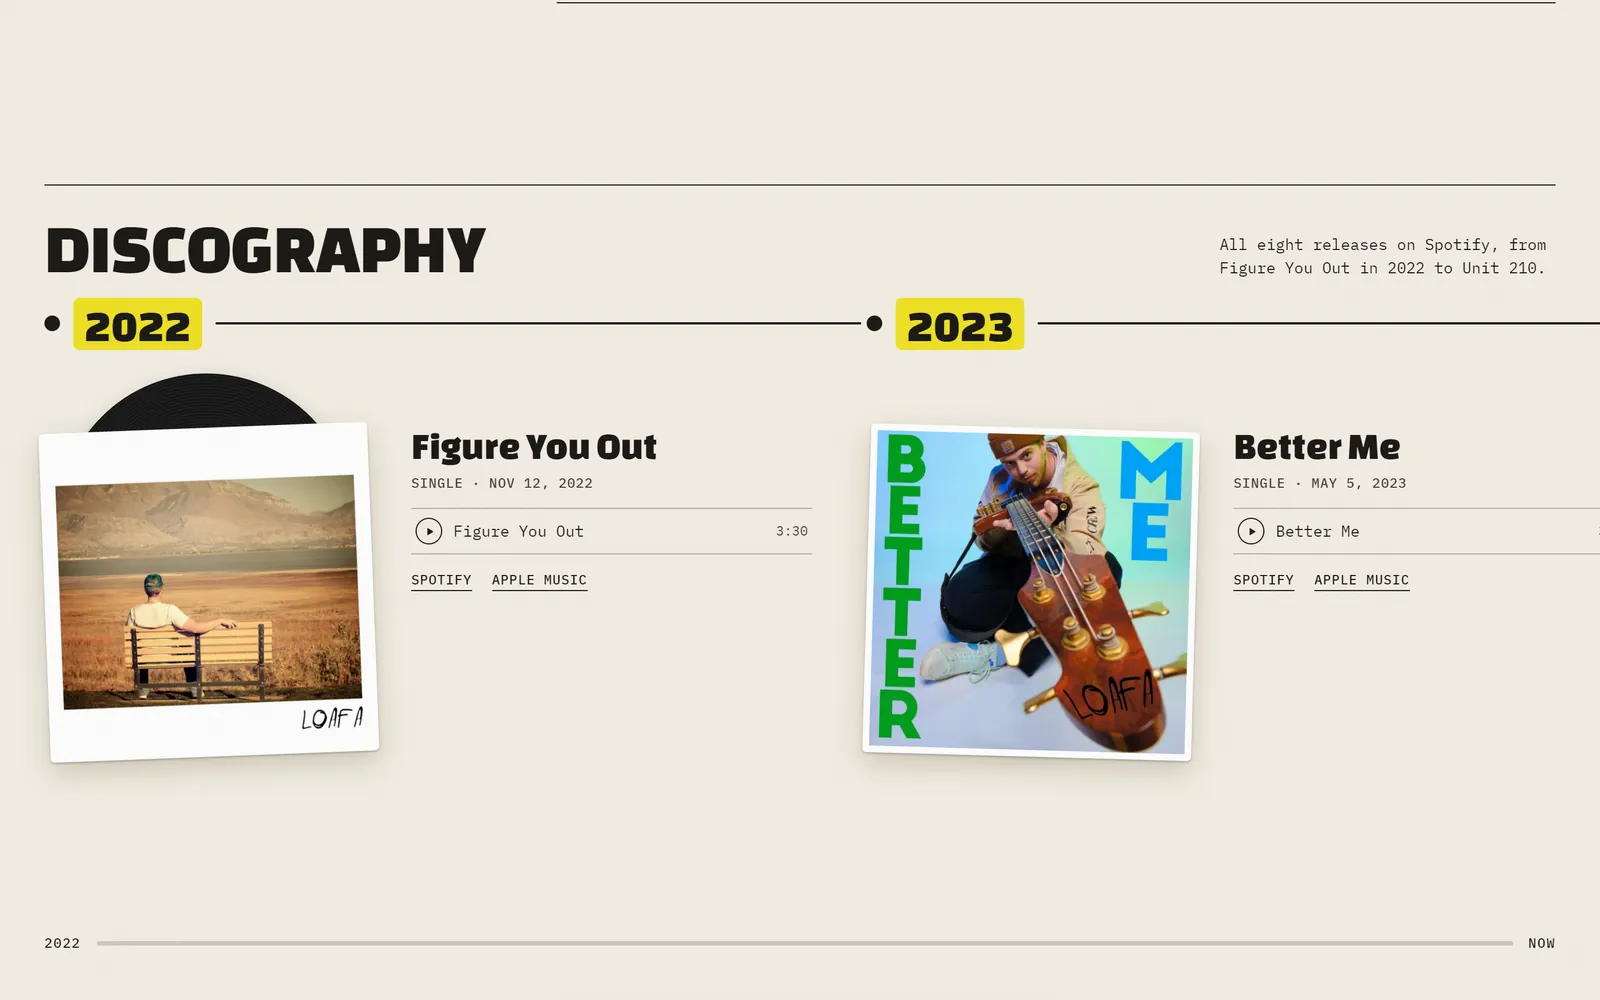 DISCOGRAPHY
All eight releases on Spotify, from
Figure You Out in 2022 to Unit 210.
2022
2023
LOAFA
Figure You Out
SINGLE · NOV 12, 2022
Figure You Out 3:30
SPOTIFY APPLE MUSIC
BETTER
ME
CREW
LOAFA
Better Me
SINGLE · MAY 5, 2023
Better Me
SPOTIFY APPLE MUSIC
2022
NOW